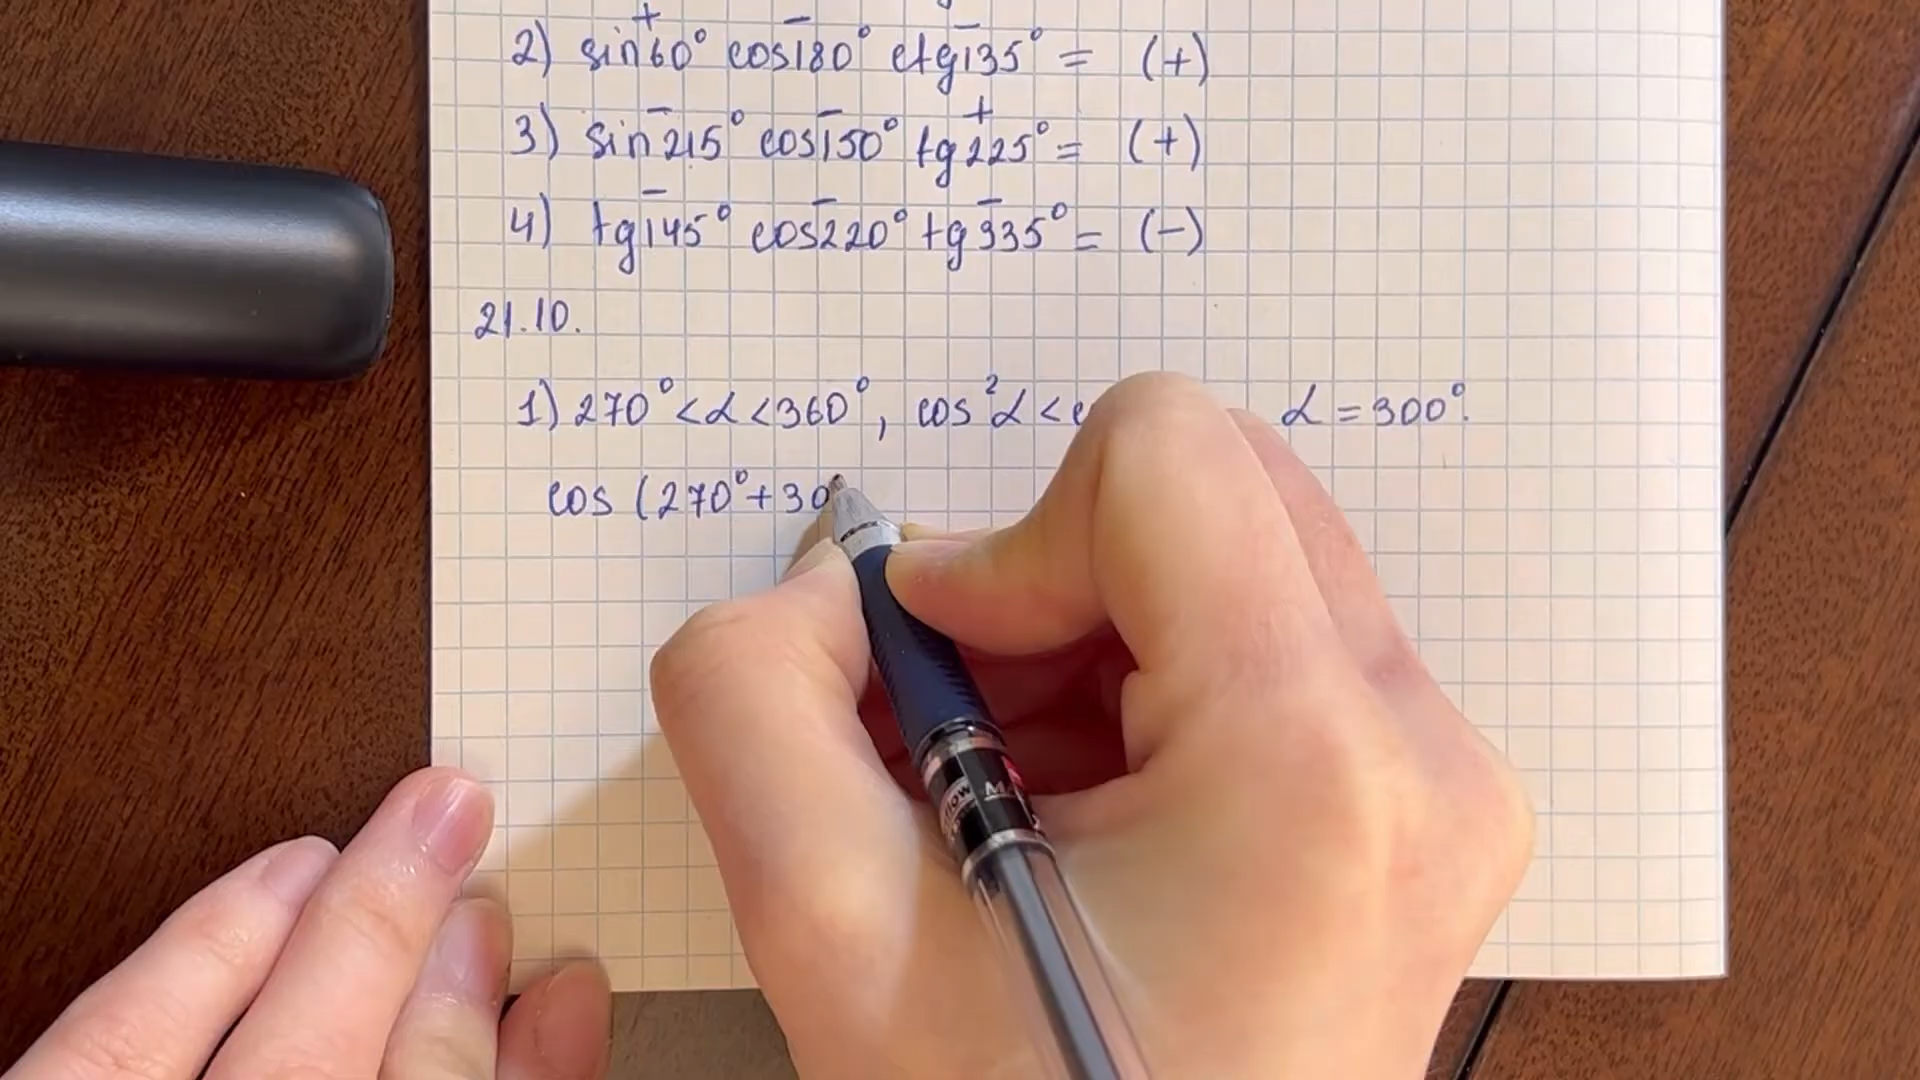 2) sin60° cos180° ctg135° = (+)
3) sin215° cos150° tg225° = (+)
4) tg145° cos220° tg335° = (-)
21.10.
1) 270° < α < 360°, cos²α < c α = 300°.
cos (270° + 30